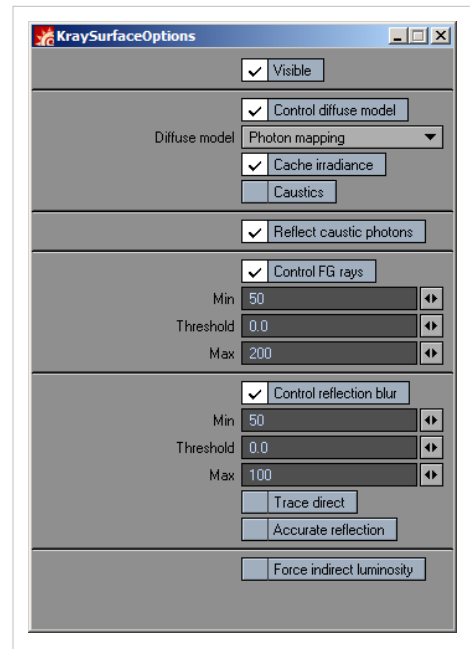 KraySurfaceOptions
Visible
Control diffuse model
Diffuse model Photon mapping
Cache irradiance
Caustics
Reflect caustic photons
Control FG rays
Min 50
Threshold 0.0
Max 200
Control reflection blur
Min 50
Threshold 0.0
Max 100
Trace direct
Accurate reflection
Force indirect luminosity